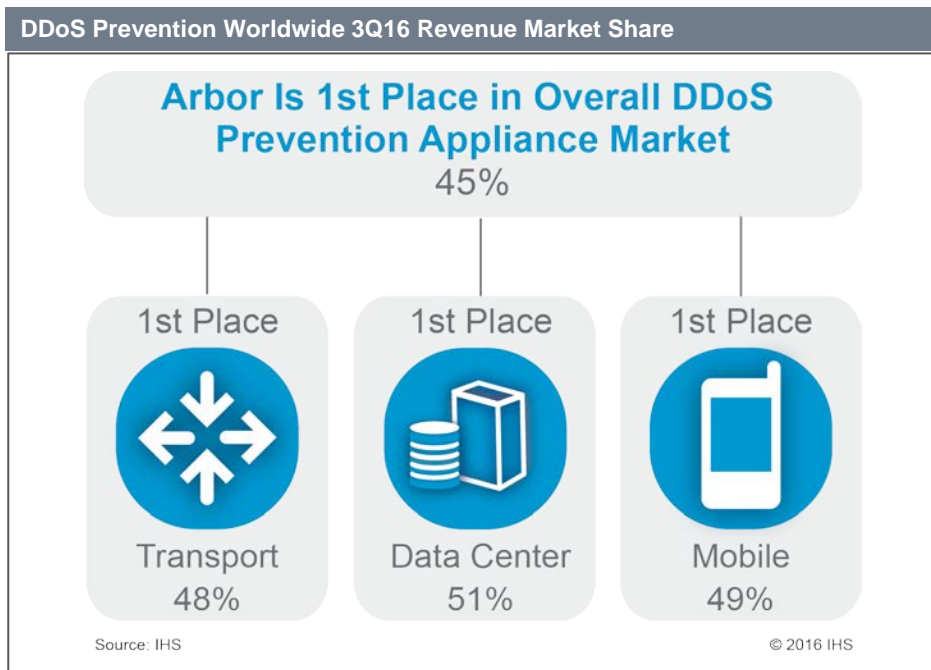 DDoS Prevention Worldwide 3Q16 Revenue Market Share
Arbor Is 1st Place in Overall DDoS
Prevention Appliance Market
45%
1st Place
Transport
48%
1st Place
Data Center
51%
1st Place
Mobile
49%
Source: IHS
© 2016 IHS